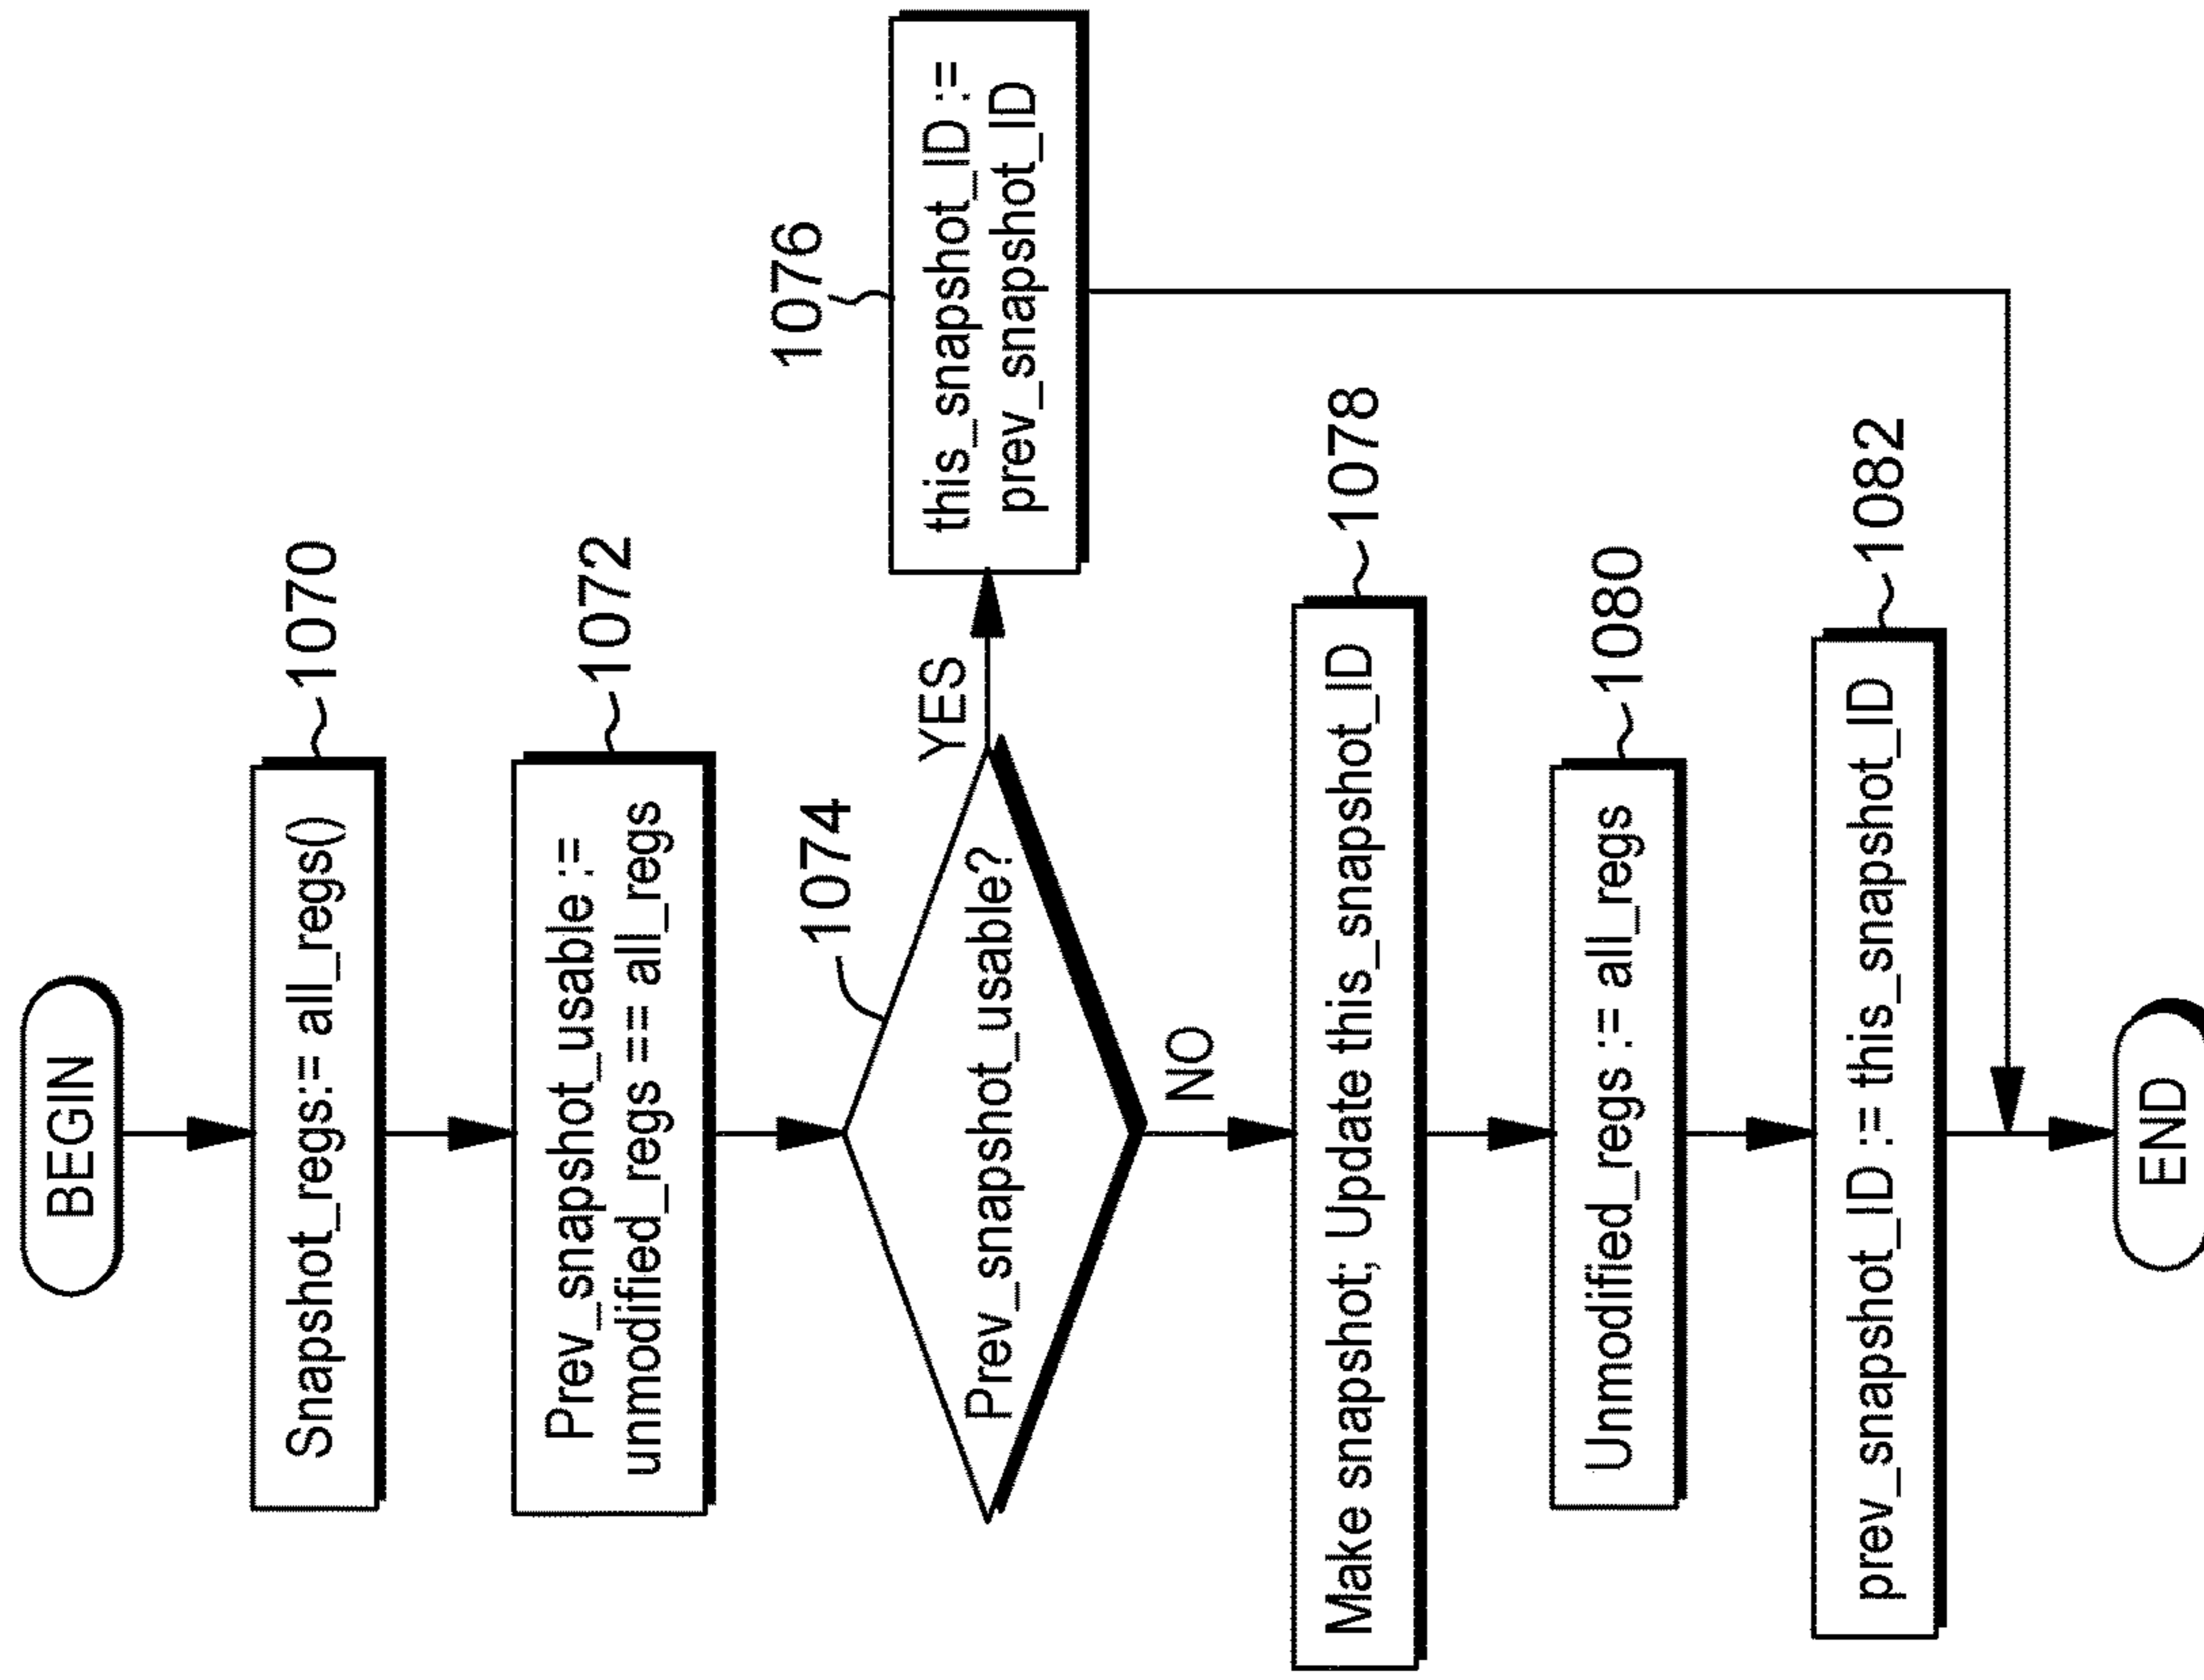 BEGIN
Snapshot_regs:= all_regs()
1070
Prev_snapshot_usable :=
unmodified_regs == all_regs
1072
1074
Prev_snapshot_usable?
YES
1076
this_snapshot_ID :=
prev_snapshot_ID
NO
Make snapshot; Update this_snapshot_ID
1078
Unmodified_regs := all_regs
1080
prev_snapshot_ID := this_snapshot_ID
1082
END